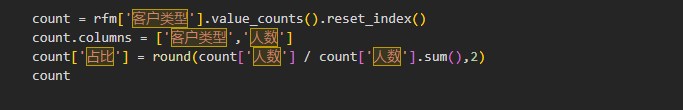 count = rfm['客户类型'].value_counts().reset_index()
count.columns = ['客户类型','人数']
count['占比'] = round(count['人数'] / count['人数'].sum(),2)
count